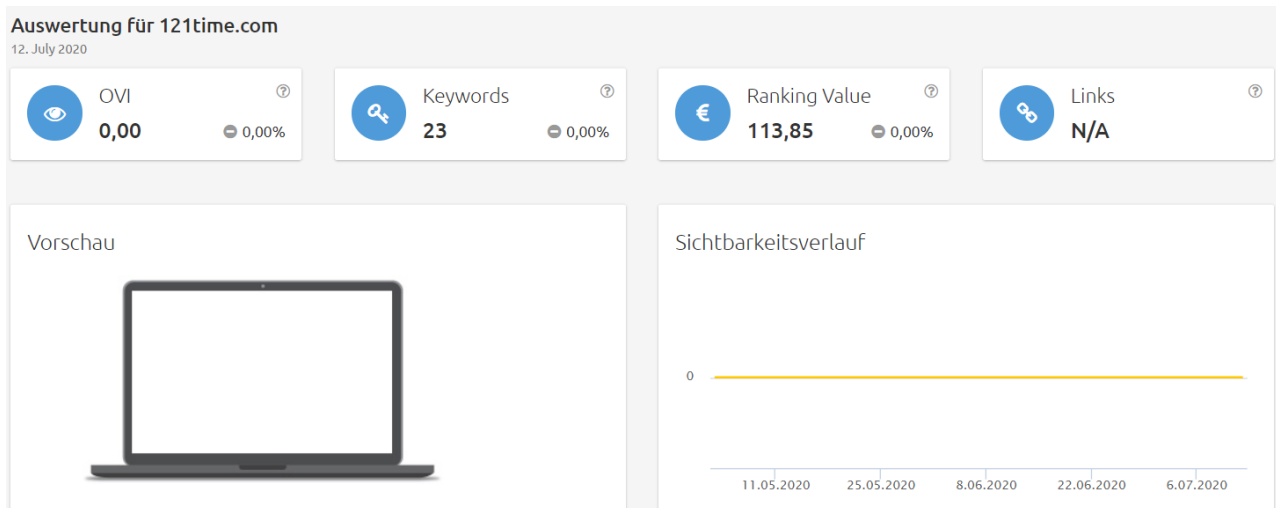 Auswertung für 121time.com
12. July 2020
OVI
0,00
0,00%
Keywords
23
0,00%
Ranking Value
113,85
0,00%
Links
N/A
Vorschau
Sichtbarkeitsverlauf
0
11.05.2020 25.05.2020 8.06.2020 22.06.2020 6.07.2020